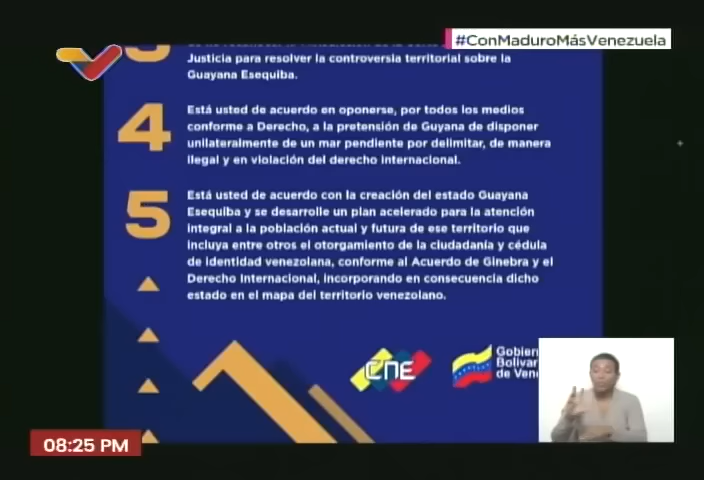 #ConMaduroMásVenezuela
3
Justicia para resolver la controversia territorial sobre la
Guayana Esequiba.
4
Está usted de acuerdo en oponerse, por todos los medios
conforme a Derecho, a la pretensión de Guyana de disponer
unilateralmente de un mar pendiente por delimitar, de manera
ilegal y en violación del derecho internacional.
5
Está usted de acuerdo con la creación del estado Guayana
Esequiba y se desarrolle un plan acelerado para la atención
integral a la población actual y futura de ese territorio que
incluya entre otros el otorgamiento de la ciudadanía y cédula
de identidad venezolana, conforme al Acuerdo de Ginebra y el
Derecho Internacional, incorporando en consecuencia dicho
estado en el mapa del territorio venezolano.
CNE
Gobier
Bolivar
de Ven
08:25 PM